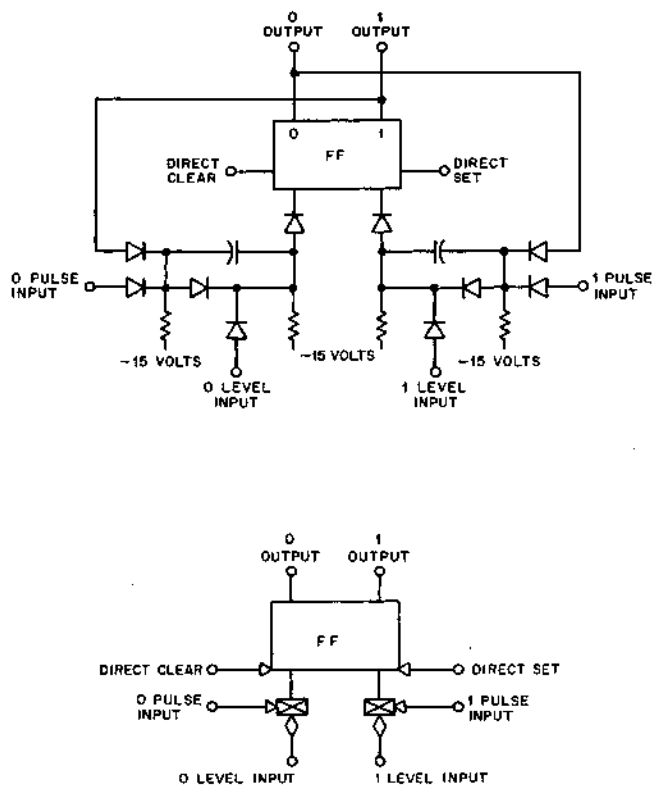 0
OUTPUT
1
OUTPUT
0 1
FF
DIRECT
CLEAR
DIRECT
SET
0 PULSE
INPUT
1 PULSE
INPUT
-15 VOLTS
-15 VOLTS
-15 VOLTS
0 LEVEL
INPUT
1 LEVEL
INPUT
0
OUTPUT
1
OUTPUT
FF
DIRECT CLEAR
DIRECT SET
0 PULSE
INPUT
1 PULSE
INPUT
0 LEVEL INPUT
1 LEVEL INPUT